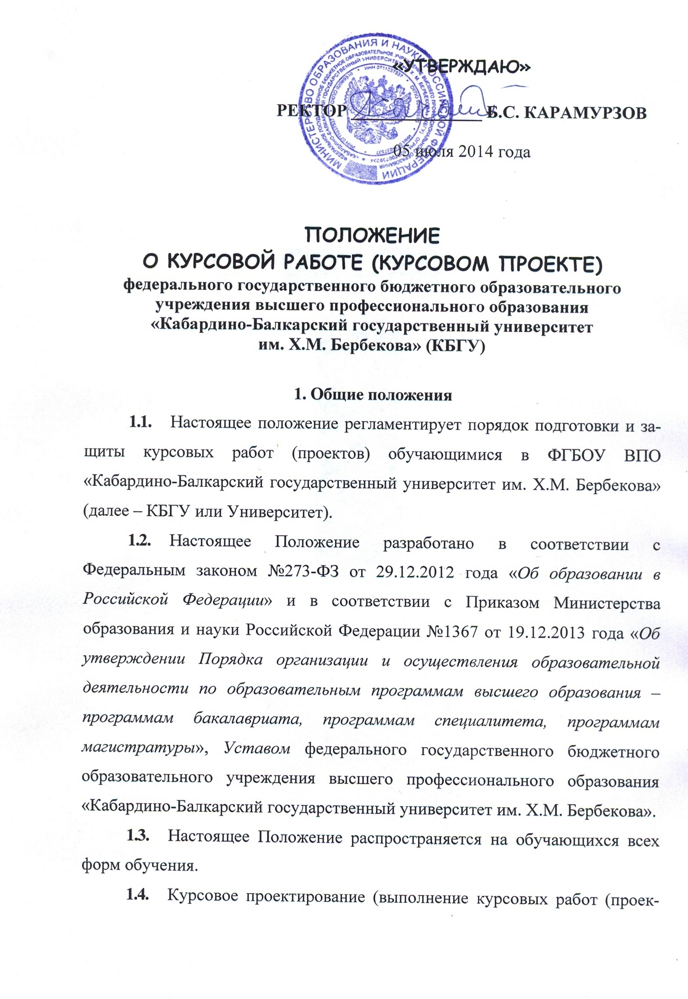 «УТВЕРЖДАЮ»
РЕКТОР Б.С. КАРАМУРЗОВ
05 июля 2014 года
МИНИСТЕРСТВО ОБРАЗОВАНИЯ И НАУКИ РОССИЙСКОЙ ФЕДЕРАЦИИ
ПОЛОЖЕНИЕ
О КУРСОВОЙ РАБОТЕ (КУРСОВОМ ПРОЕКТЕ)
федерального государственного бюджетного образовательного
учреждения высшего профессионального образования
«Кабардино-Балкарский государственный университет
им. Х.М. Бербекова» (КБГУ)
1. Общие положения
1.1. Настоящее положение регламентирует порядок подготовки и за-
щиты курсовых работ (проектов) обучающимися в ФГБОУ ВПО
«Кабардино-Балкарский государственный университет им. Х.М. Бербекова»
(далее – КБГУ или Университет).
1.2. Настоящее Положение разработано в соответствии с
Федеральным законом №273-ФЗ от 29.12.2012 года «Об образовании в
Российской Федерации» и в соответствии с Приказом Министерства
образования и науки Российской Федерации №1367 от 19.12.2013 года «Об
утверждении Порядка организации и осуществления образовательной
деятельности по образовательным программам высшего образования –
программам бакалавриата, программам специалитета, программам
магистратуры», Уставом федерального государственного бюджетного
образовательного учреждения высшего профессионального образования
«Кабардино-Балкарский государственный университет им. Х.М. Бербекова».
1.3. Настоящее Положение распространяется на обучающихся всех
форм обучения.
1.4. Курсовое проектирование (выполнение курсовых работ (проек-